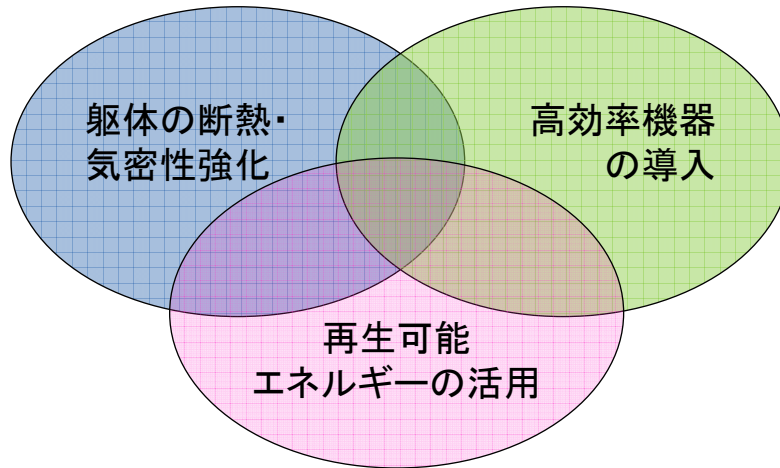 躯体の断熱・
気密性強化
高効率機器
の導入
再生可能
エネルギーの活用